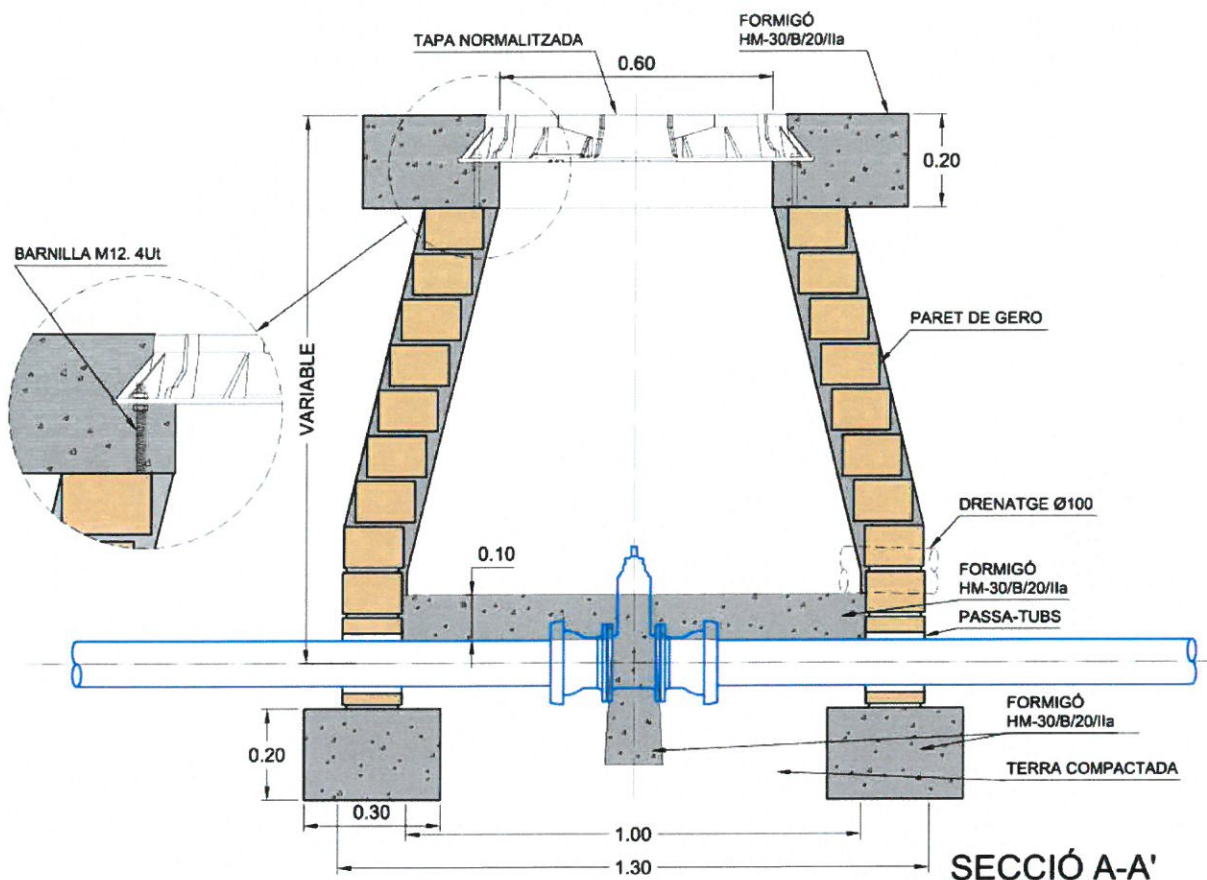 FORMIGÓ
HM-30/B/20/IIa
TAPA NORMALITZADA
0.60
0.20
BARNILLA M12. 4Ut
VARIABLE
PARET DE GERO
DRENATGE Ø100
0.10
FORMIGÓ
HM-30/B/20/IIa
PASSA-TUBS
FORMIGÓ
HM-30/B/20/IIa
0.20
TERRA COMPACTADA
0.30
1.00
1.30
SECCIÓ A-A'